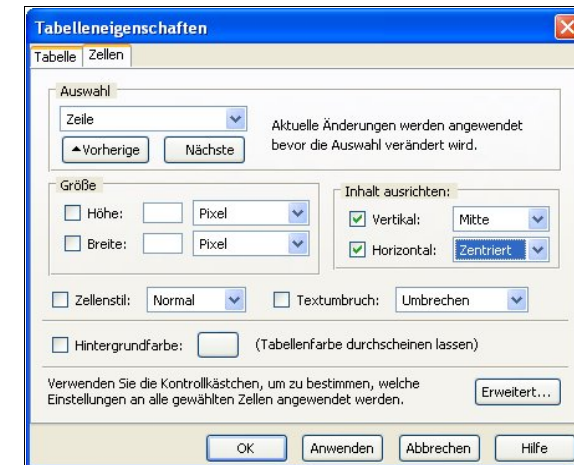 Tabelleneigenschaften
Tabelle Zellen
Auswahl
Zeile
Vorherige Nächste
Aktuelle Änderungen werden angewendet
bevor die Auswahl verändert wird.
Größe
Höhe: Pixel
Breite: Pixel
Inhalt ausrichten:
Vertikal: Mitte
Horizontal: Zentriert
Zellenstil: Normal Textumbruch: Umbrechen
Hintergrundfarbe: (Tabellenfarbe durchscheinen lassen)
Verwenden Sie die Kontrollkästchen, um zu bestimmen, welche
Einstellungen an alle gewählten Zellen angewendet werden.
Erweitert...
OK Anwenden Abbrechen Hilfe